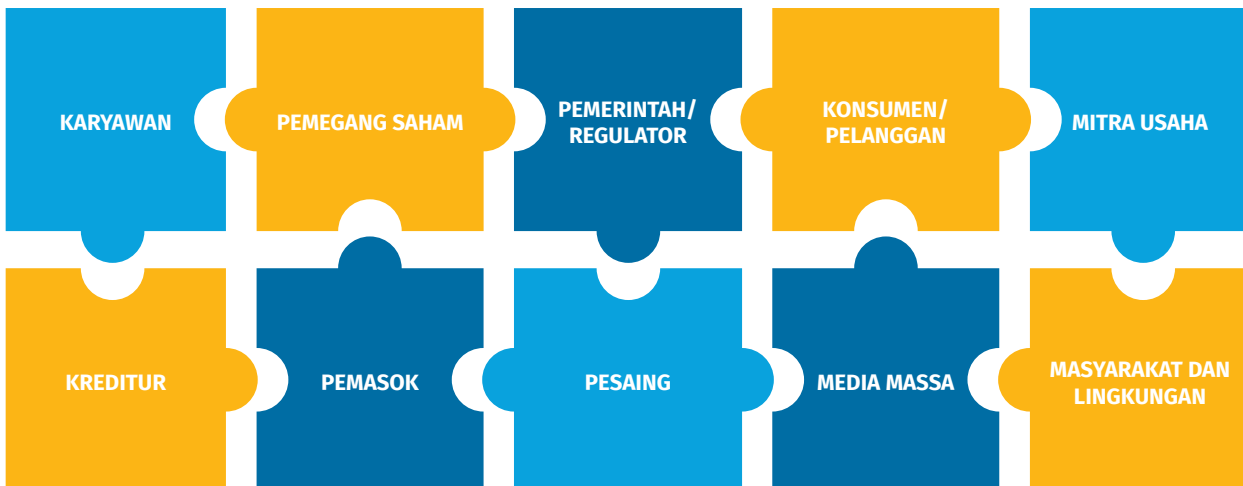 KARYAWAN
PEMEGANG SAHAM
PEMERINTAH/
REGULATOR
KONSUMEN/
PELANGGAN
MITRA USAHA
KREDITUR
PEMASOK
PESAING
MEDIA MASSA
MASYARAKAT DAN
LINGKUNGAN